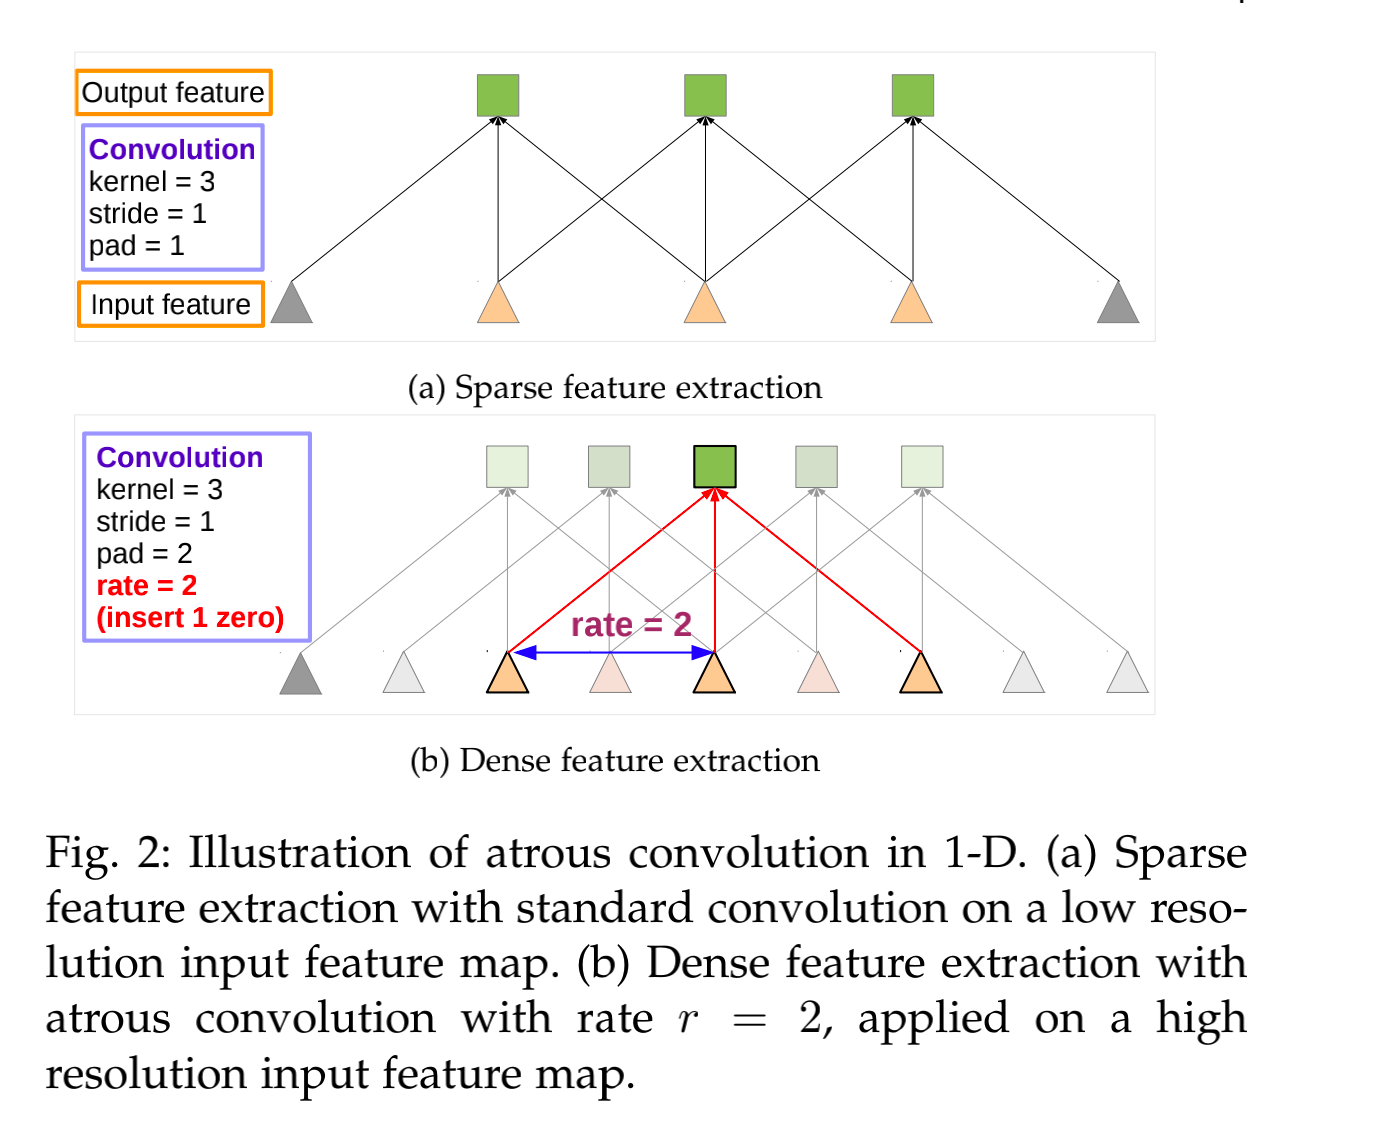 Output feature
Convolution
kernel = 3
stride = 1
pad = 1
Input feature
(a) Sparse feature extraction
Convolution
kernel = 3
stride = 1
pad = 2
rate = 2
(insert 1 zero)
rate = 2
(b) Dense feature extraction
Fig. 2: Illustration of atrous convolution in 1-D. (a) Sparse
feature extraction with standard convolution on a low reso-
lution input feature map. (b) Dense feature extraction with
atrous convolution with rate r = 2, applied on a high
resolution input feature map.